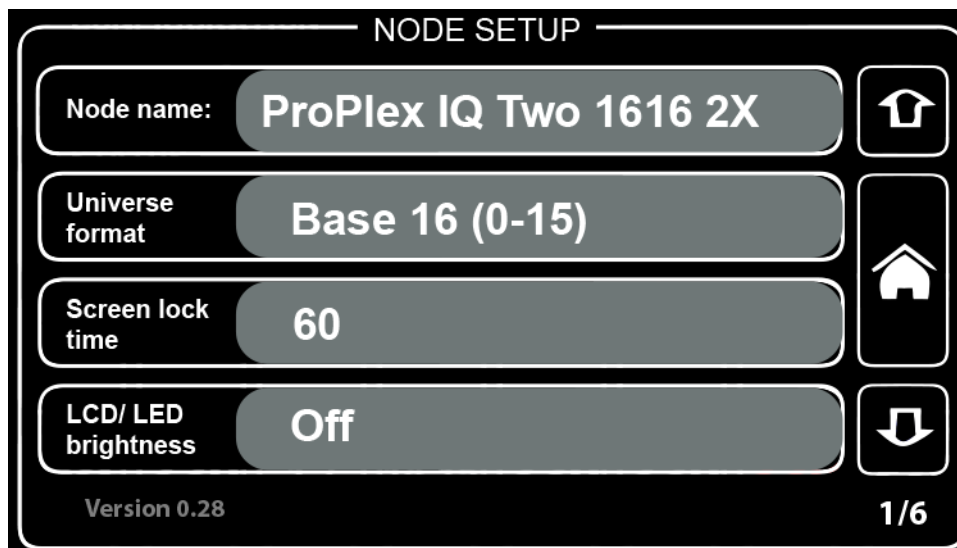 NODE SETUP
Node name:
ProPlex IQ Two 1616 2X
Universe
format
Base 16 (0-15)
Screen lock
time
60
LCD/ LED
brightness
Off
Version 0.28
1/6